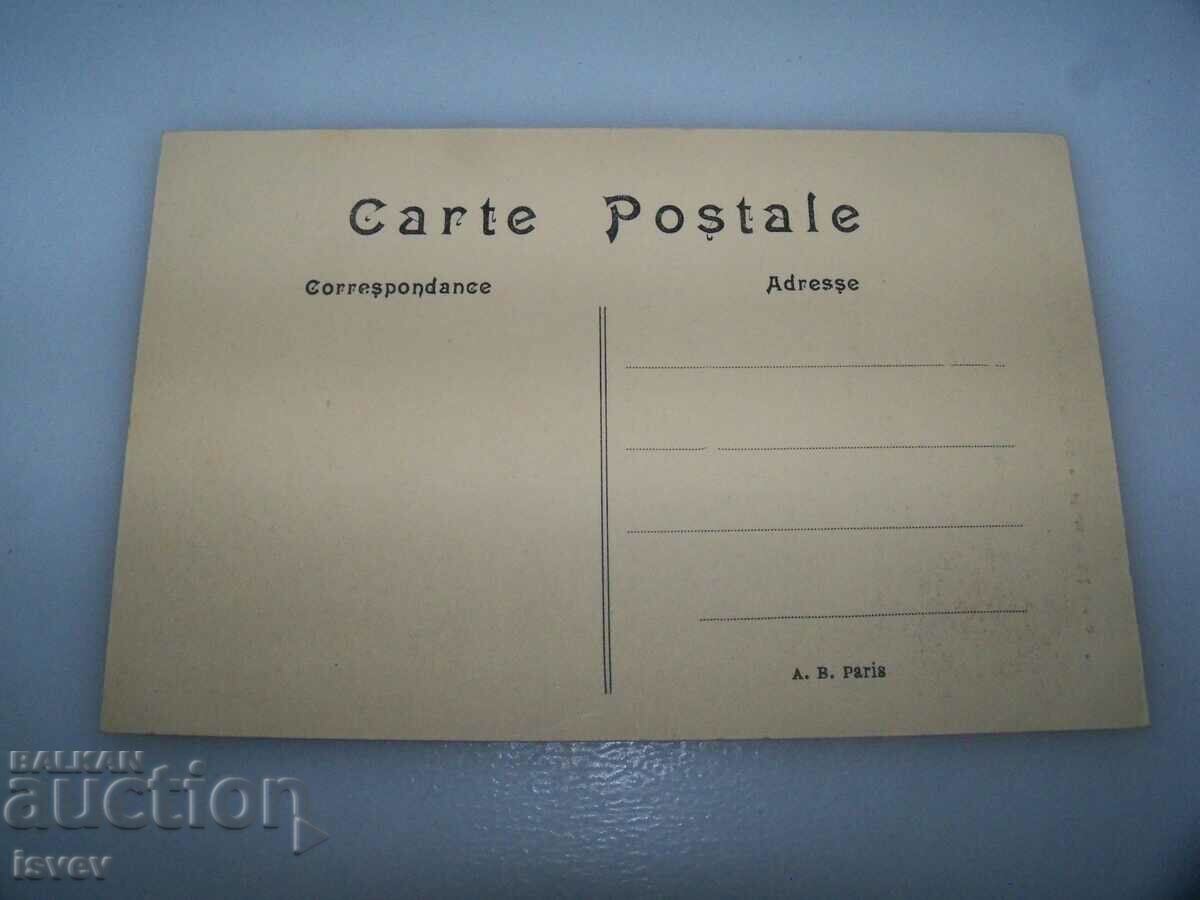 Carte Postale
Correspondance
Adresse
A. B. Paris
BALKAN
auction
isvev